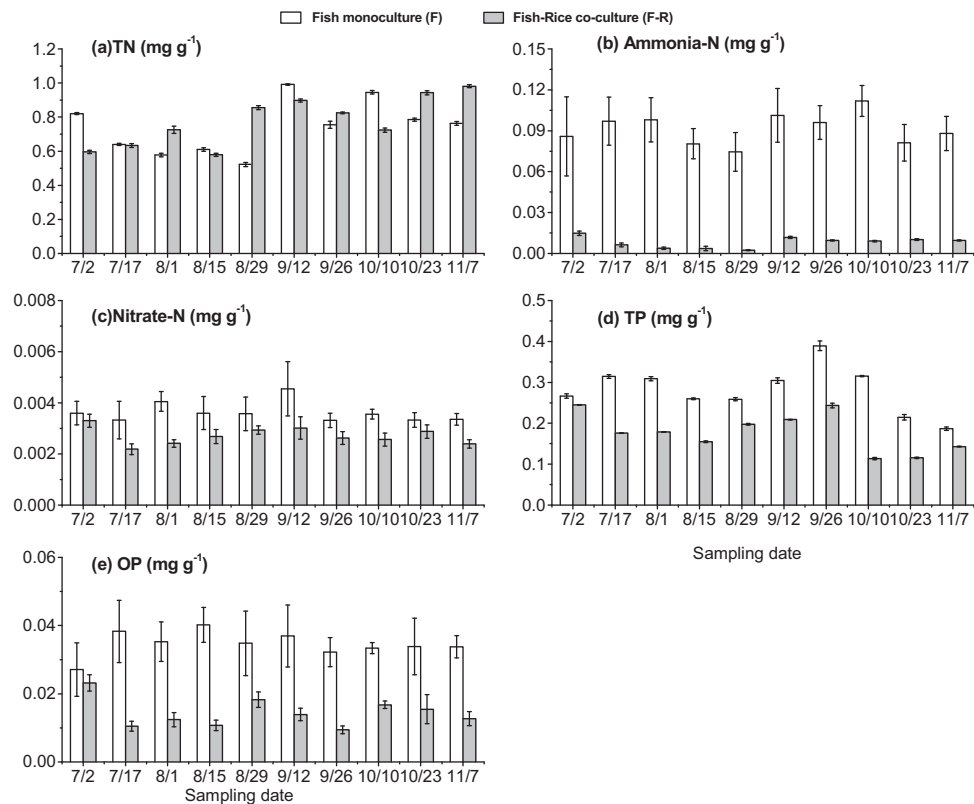 Fish monoculture (F) Fish-Rice co-culture (F-R)
(a)TN (mg g⁻¹)
1.2
1.0
0.8
0.6
0.4
0.2
0.0
7/2 7/17 8/1 8/15 8/29 9/12 9/26 10/10 10/23 11/7
(b) Ammonia-N (mg g⁻¹)
0.15
0.12
0.09
0.06
0.03
0.00
7/2 7/17 8/1 8/15 8/29 9/12 9/26 10/10 10/23 11/7
(c)Nitrate-N (mg g⁻¹)
0.008
0.006
0.004
0.002
0.000
7/2 7/17 8/1 8/15 8/29 9/12 9/26 10/10 10/23 11/7
(d) TP (mg g⁻¹)
0.5
0.4
0.3
0.2
0.1
0.0
7/2 7/17 8/1 8/15 8/29 9/12 9/26 10/10 10/23 11/7
Sampling date
(e) OP (mg g⁻¹)
0.06
0.04
0.02
0.00
7/2 7/17 8/1 8/15 8/29 9/12 9/26 10/10 10/23 11/7
Sampling date